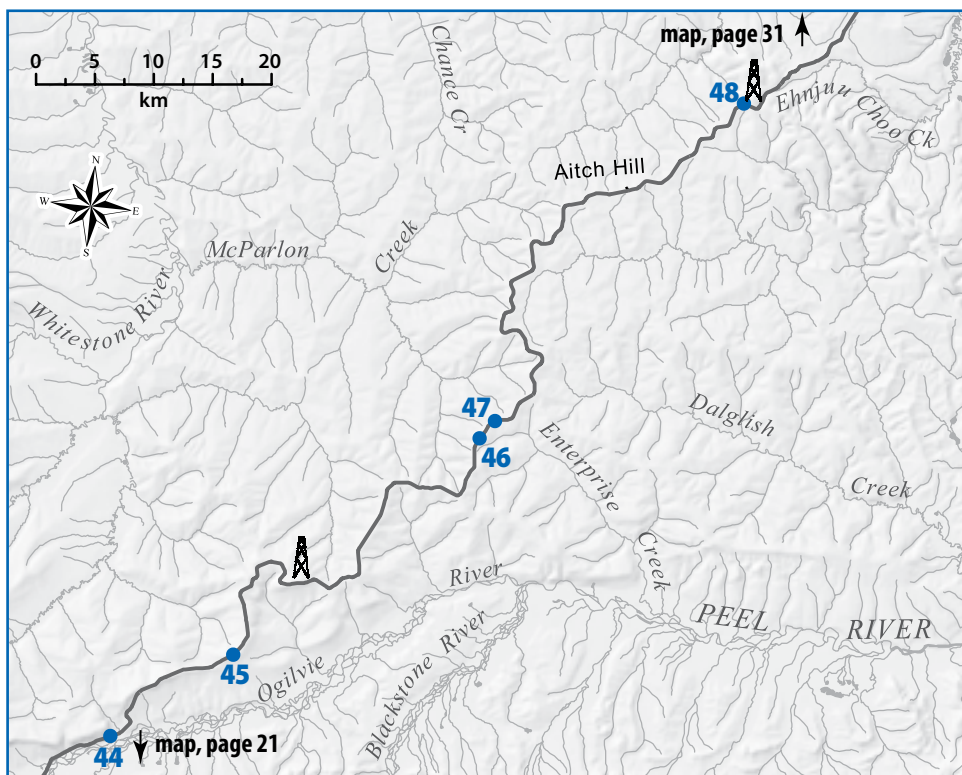 map, page 31
0 5 10 15 20
km
Chance Cr
48
Ehnjuu Choo Ck
Aitch Hill
N
W
E
S
McParlon
Creek
Whitestone River
47
46
Dalglish
Creek
Enterprise
Creek
River
Ogilvie
PEEL
RIVER
Blackstone River
45
44
map, page 21